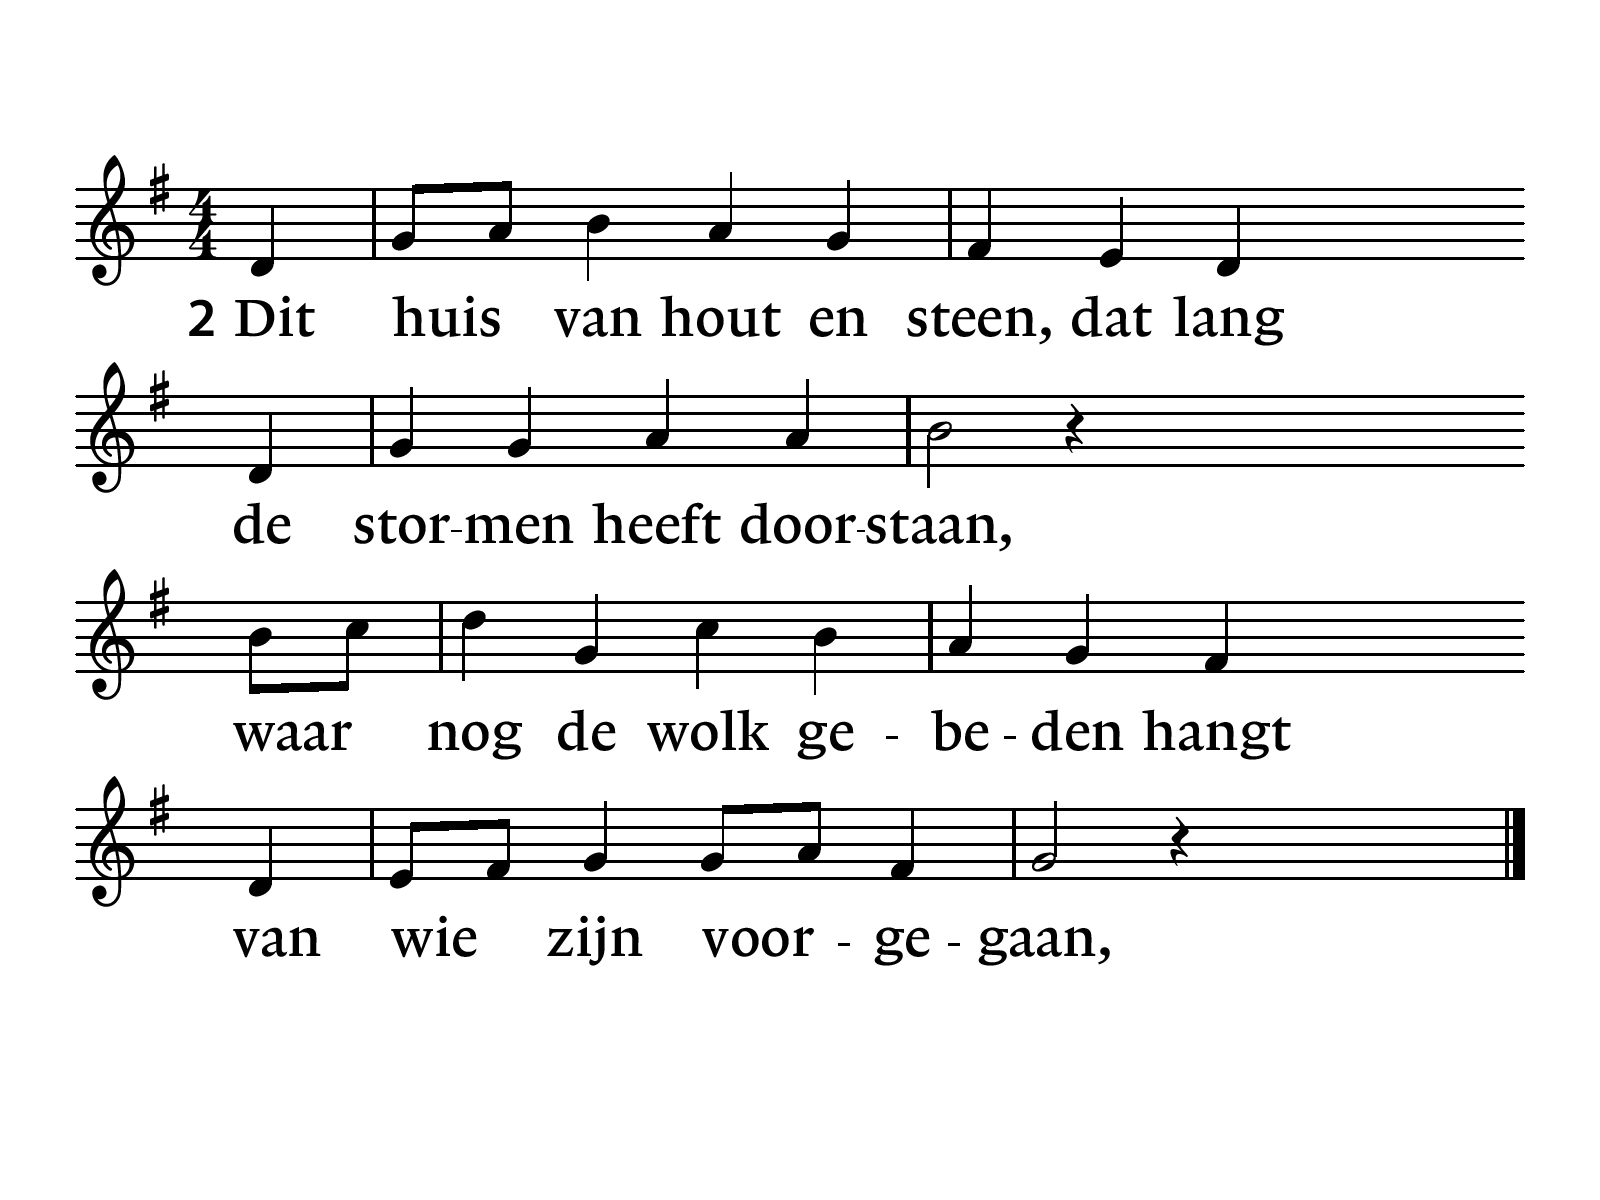 2 Dit huis van hout en steen, dat lang
de stor-men heeft door-staan,
waar nog de wolk ge - be - den hangt
van wie zijn voor - ge - gaan,